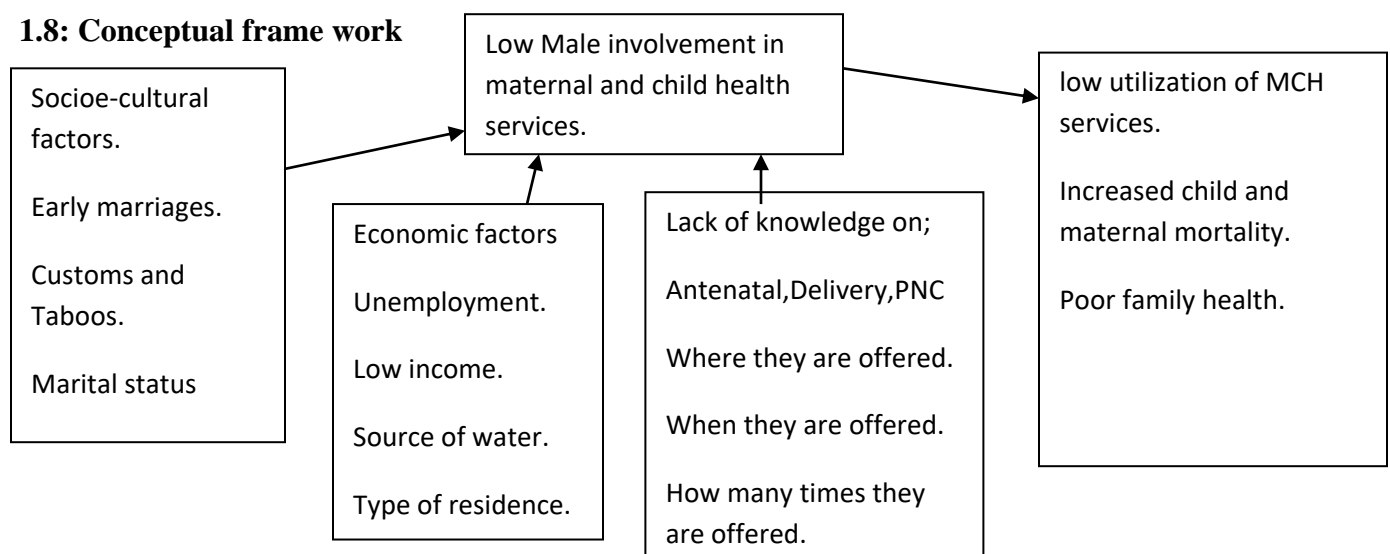 1.8: Conceptual frame work
Low Male involvement in
maternal and child health
services.
Socioe-cultural
factors.
Early marriages.
Customs and
Taboos.
Marital status
Economic factors
Unemployment.
Low income.
Source of water.
Type of residence.
Lack of knowledge on;
Antenatal,Delivery,PNC
Where they are offered.
When they are offered.
How many times they
are offered.
low utilization of MCH
services.
Increased child and
maternal mortality.
Poor family health.